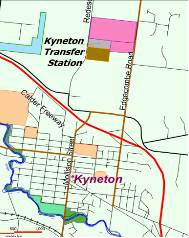 Kyneton
Transfer
Station
Edgecombe Road
Calder Freeway
Kyneton